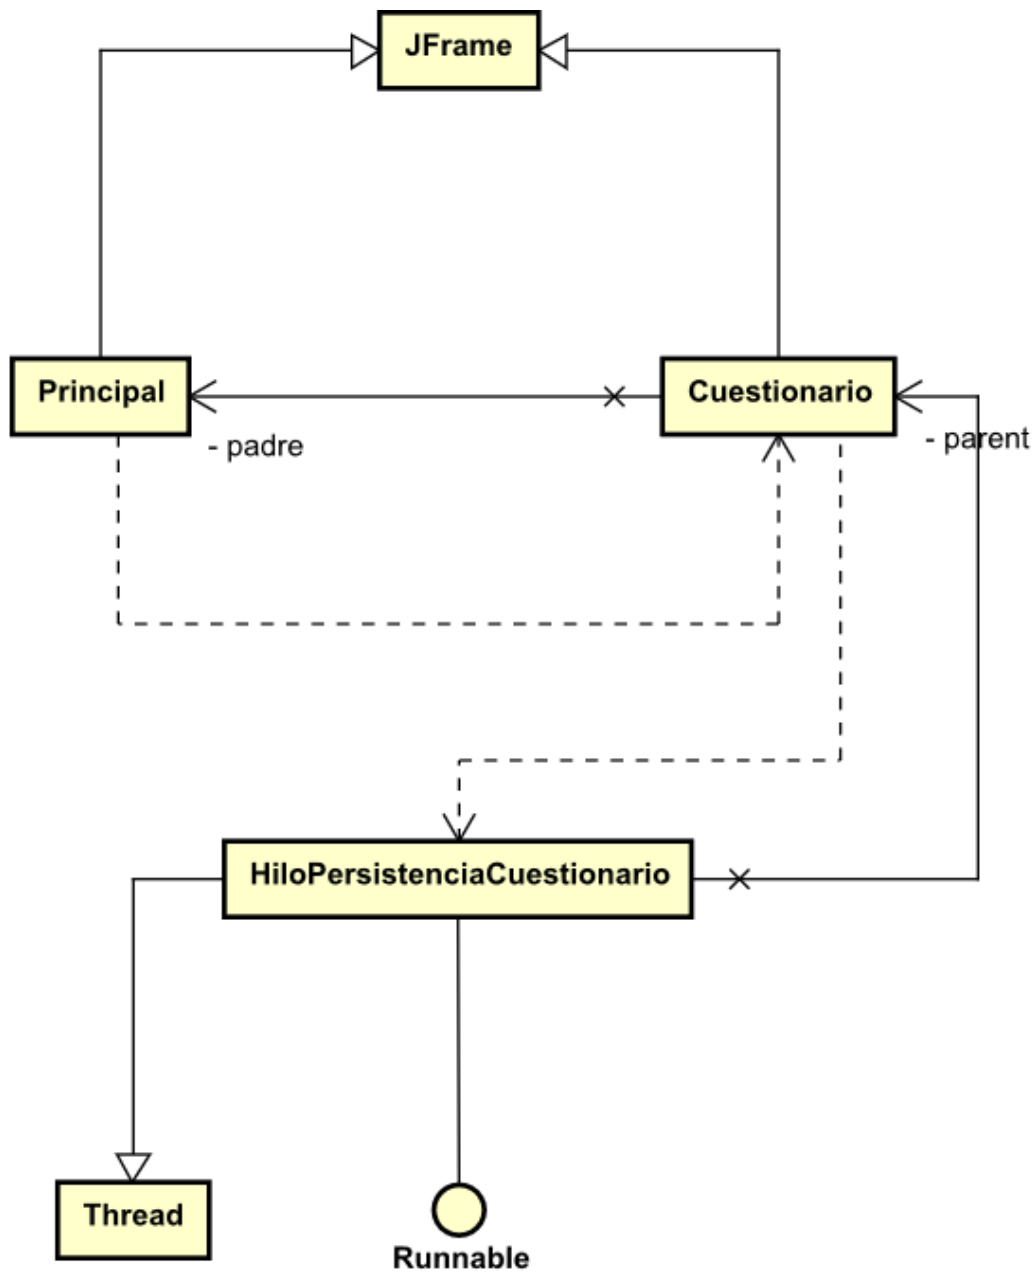 JFrame
Principal
Cuestionario
- padre
- parent
HiloPersistenciaCuestionario
Thread
Runnable